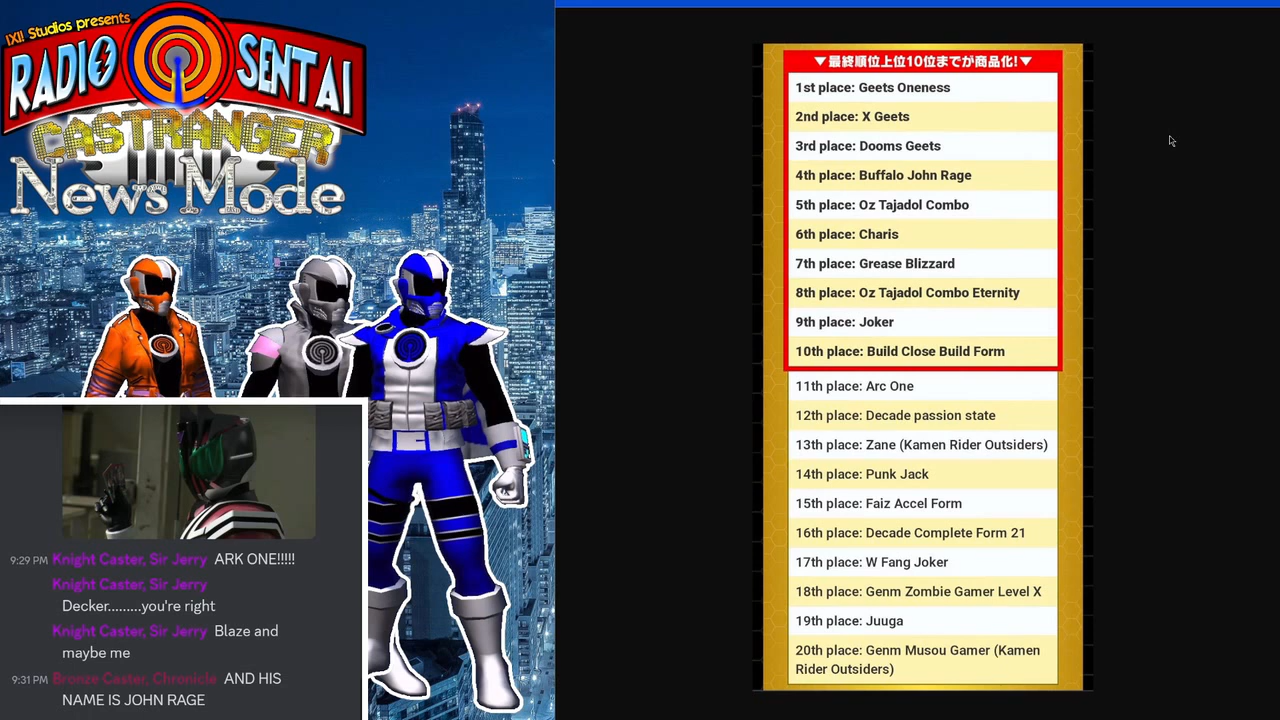 IXI! Studios presents
RADIO SENTAI
CASTRANGER
News Mode
9:29 PM Knight Caster, Sir Jerry ARK ONE!!!!!
Knight Caster, Sir Jerry
Decker.........you're right
Knight Caster, Sir Jerry Blaze and
maybe me
9:31 PM Bronze Caster, Chronicle AND HIS
NAME IS JOHN RAGE
▼最終順位上位10位までが商品化!▼
1st place: Geets Oneness
2nd place: X Geets
3rd place: Dooms Geets
4th place: Buffalo John Rage
5th place: Oz Tajadol Combo
6th place: Charis
7th place: Grease Blizzard
8th place: Oz Tajadol Combo Eternity
9th place: Joker
10th place: Build Close Build Form
11th place: Arc One
12th place: Decade passion state
13th place: Zane (Kamen Rider Outsiders)
14th place: Punk Jack
15th place: Faiz Accel Form
16th place: Decade Complete Form 21
17th place: W Fang Joker
18th place: Genm Zombie Gamer Level X
19th place: Juuga
20th place: Genm Musou Gamer (Kamen
Rider Outsiders)